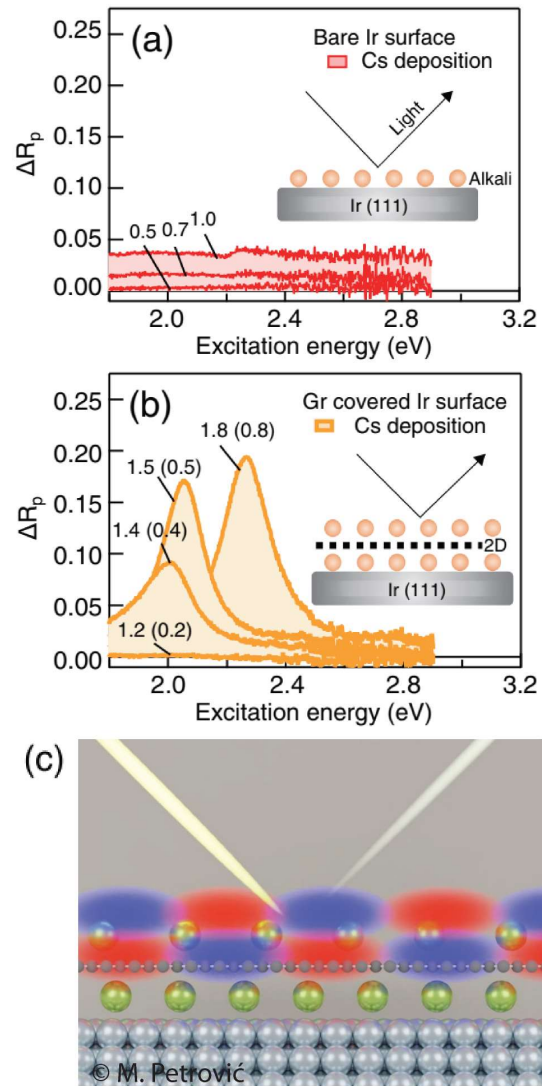 (a)
Bare Ir surface
Cs deposition
Light
Alkali
Ir (111)
0.25
0.20
0.15
0.10
0.05
0.00
ΔRp
0.5
0.7
1.0
2.0
2.4
2.8
3.2
Excitation energy (eV)
(b)
Gr covered Ir surface
Cs deposition
2D
Ir (111)
0.25
0.20
0.15
0.10
0.05
0.00
ΔRp
1.8 (0.8)
1.5 (0.5)
1.4 (0.4)
1.2 (0.2)
2.0
2.4
2.8
3.2
Excitation energy (eV)
(c)
© M. Petrović